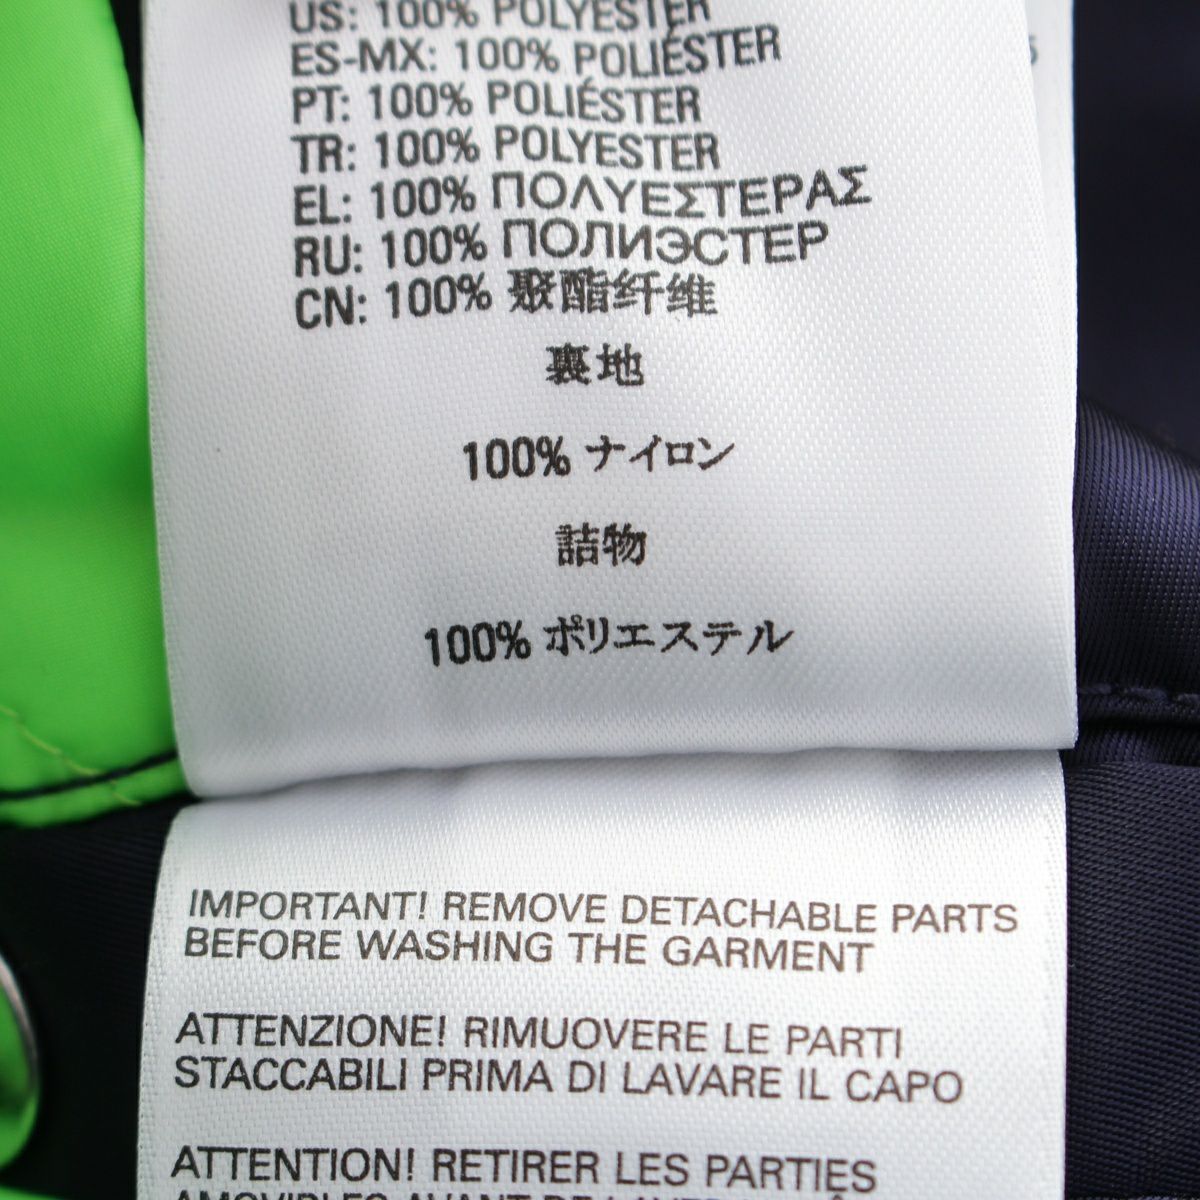 US: 100% POLYESTER
ES-MX: 100% POLIÉSTER
PT: 100% POLIÉSTER
TR: 100% POLYESTER
EL: 100% ΠΟΛΥΕΣΤΕΡΑΣ
RU: 100% ПОЛИЭСТЕР
CN: 100% 聚酯纤维
裏地
100% ナイロン
詰物
100% ポリエステル
IMPORTANT! REMOVE DETACHABLE PARTS
BEFORE WASHING THE GARMENT
ATTENZIONE! RIMUOVERE LE PARTI
STACCABILI PRIMA DI LAVARE IL CAPO
ATTENTION! RETIRER LES PARTIES
AMOVIBLES AVANT DE